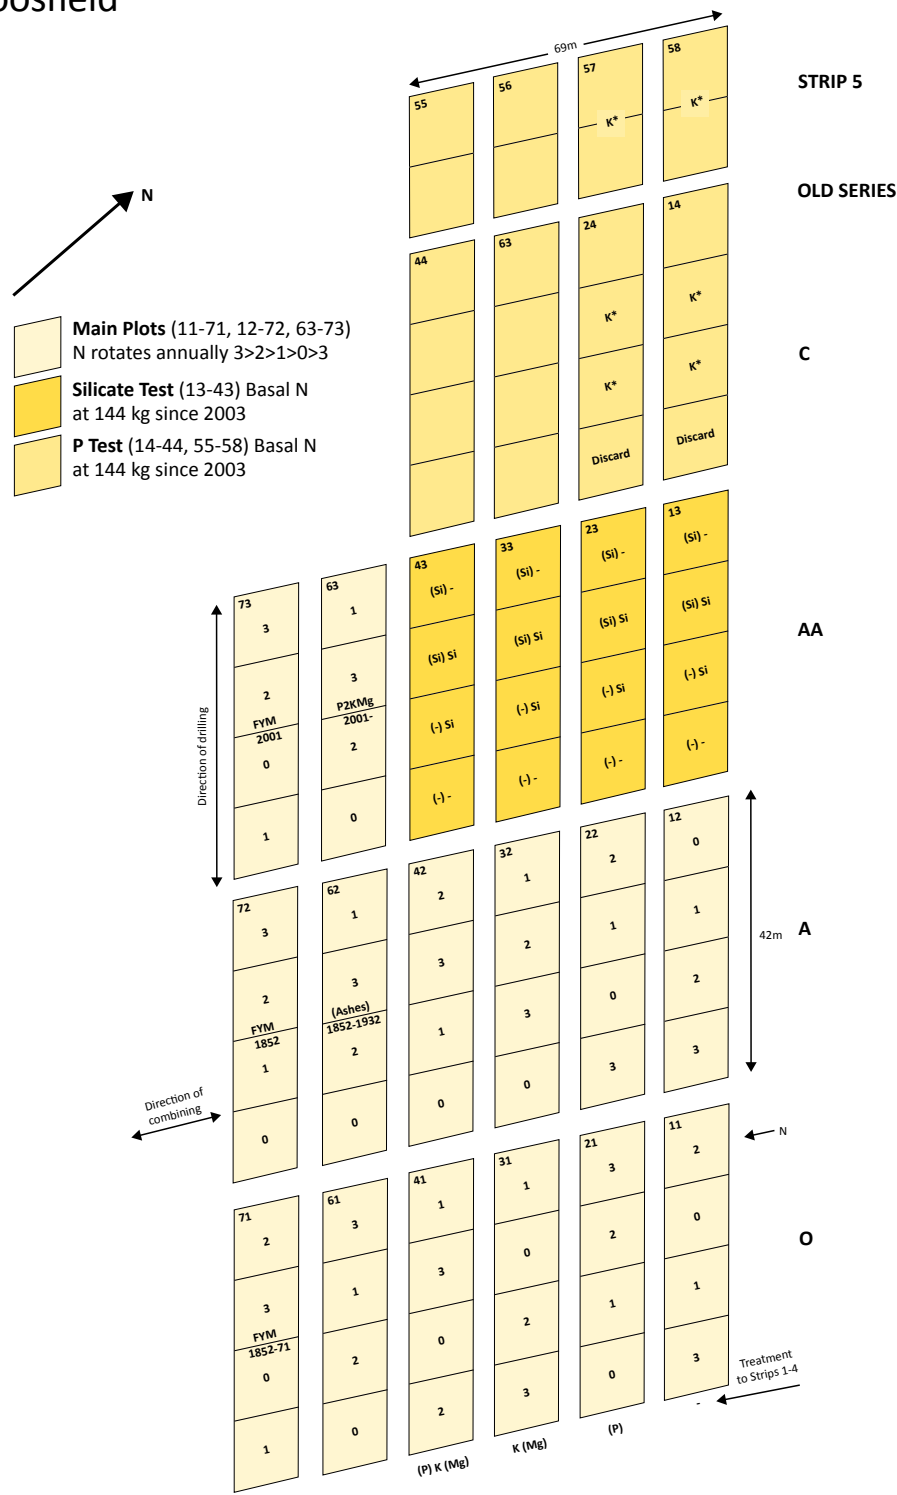 69m
58
57
56
55
K*
K*
STRIP 5
N
OLD SERIES
14
24
63
44
K*
K*
K*
K*
Discard
Discard
C
Main Plots (11-71, 12-72, 63-73)
N rotates annually 3>2>1>0>3
Silicate Test (13-43) Basal N
at 144 kg since 2003
P Test (14-44, 55-58) Basal N
at 144 kg since 2003
73
3
2
FYM
2001
0
1
63
1
3
P2KMg
2001-
2
0
43
(Si) -
(Si) Si
(-) Si
(-) -
33
(Si) -
(Si) Si
(-) Si
(-) -
23
(Si) -
(Si) Si
(-) Si
(-) -
13
(Si) -
(Si) Si
(-) Si
(-) -
AA
Direction of drilling
72
3
2
FYM
1852
1
0
62
1
3
(Ashes)
1852-1932
2
0
42
2
3
1
0
32
1
2
3
0
22
2
1
0
3
12
0
1
2
3
42m
A
Direction of
combining
71
2
3
FYM
1852-71
0
1
61
3
1
2
0
41
1
3
0
2
(P) K (Mg)
31
1
0
2
3
K (Mg)
21
3
2
1
0
(P)
11
2
0
1
3
-
N
O
Treatment
to Strips 1-4